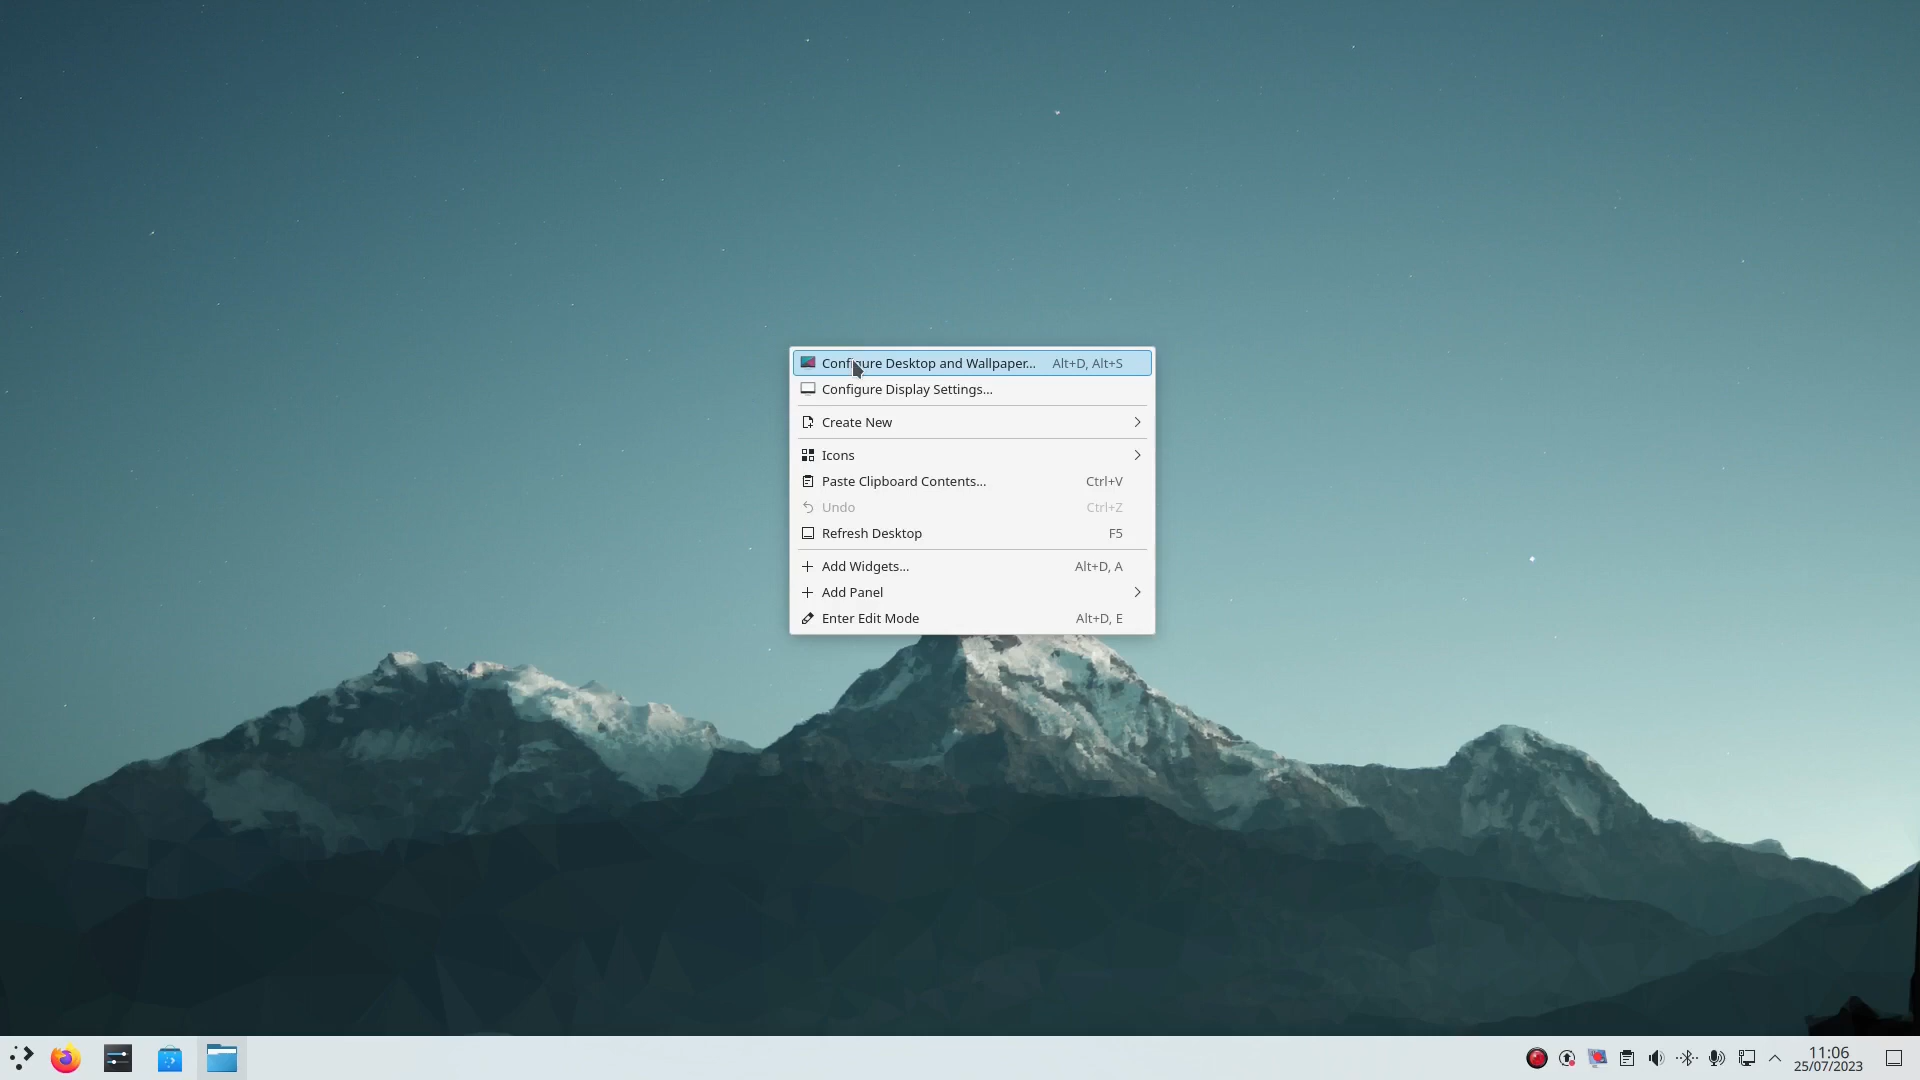 Configure Desktop and Wallpaper... Alt+D, Alt+S
Configure Display Settings...
Create New
Icons
Paste Clipboard Contents... Ctrl+V
Undo Ctrl+Z
Refresh Desktop F5
Add Widgets... Alt+D, A
Add Panel
Enter Edit Mode Alt+D, E
11:06
25/07/2023